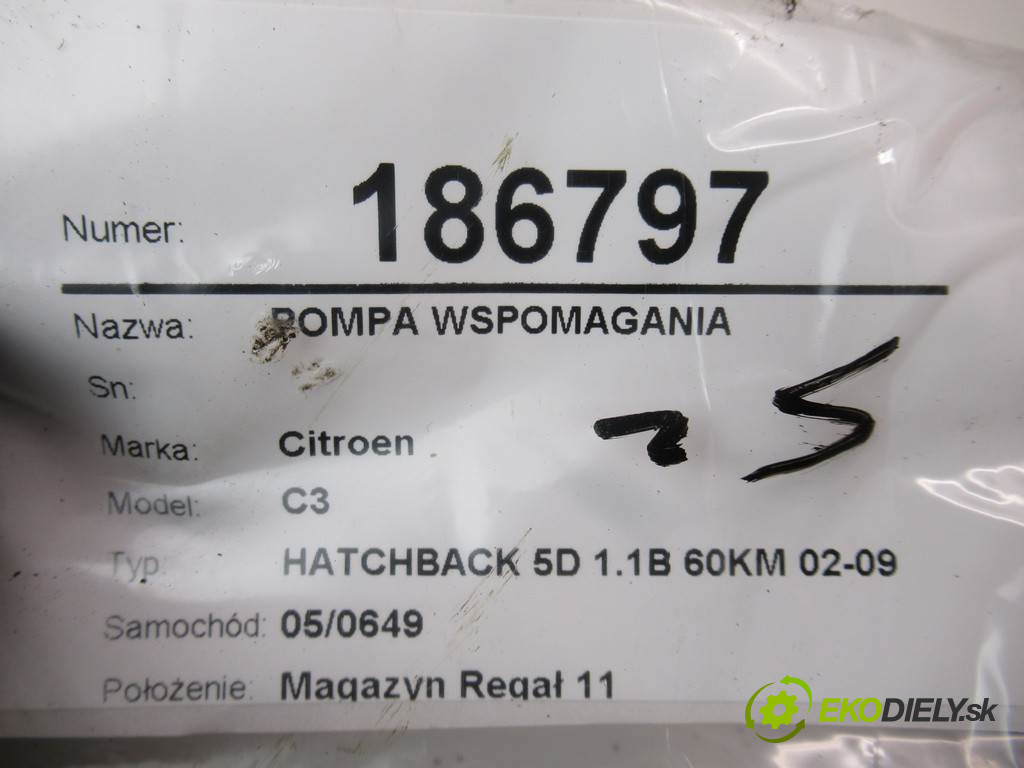 Numer: 186797
Nazwa: POMPA WSPOMAGANIA
Sn:
Marka: Citroen
Model: C3
Typ: HATCHBACK 5D 1.1B 60KM 02-09
Samochód: 05/0649
Położenie: Magazyn Regał 11
EKODIELY.sk